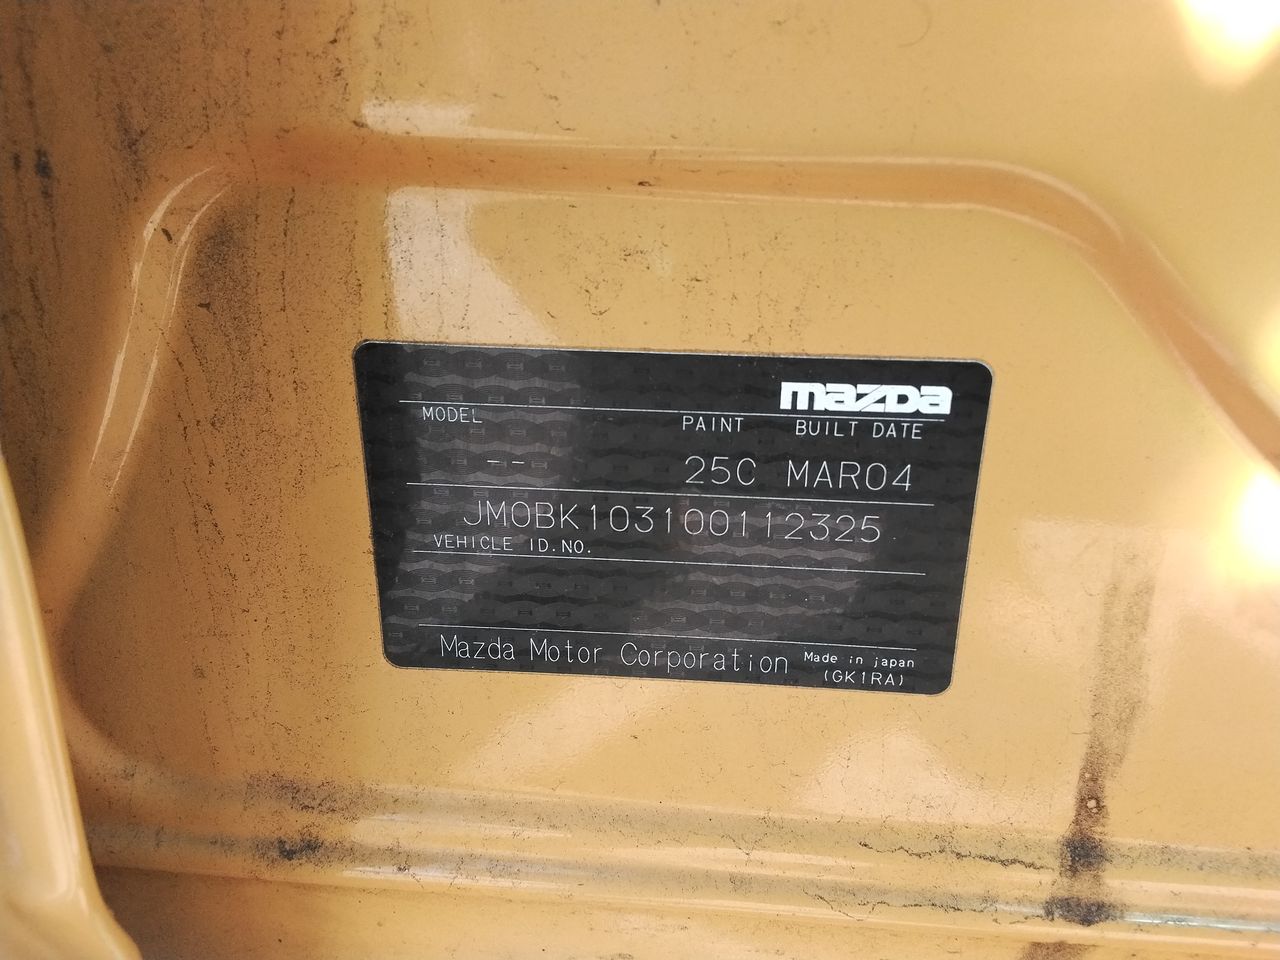 mazda
MODEL PAINT BUILT DATE
-- 25C MAR04
JM0BK103100112325
VEHICLE ID.NO.
Mazda Motor Corporation Made in japan
(GK1RA)